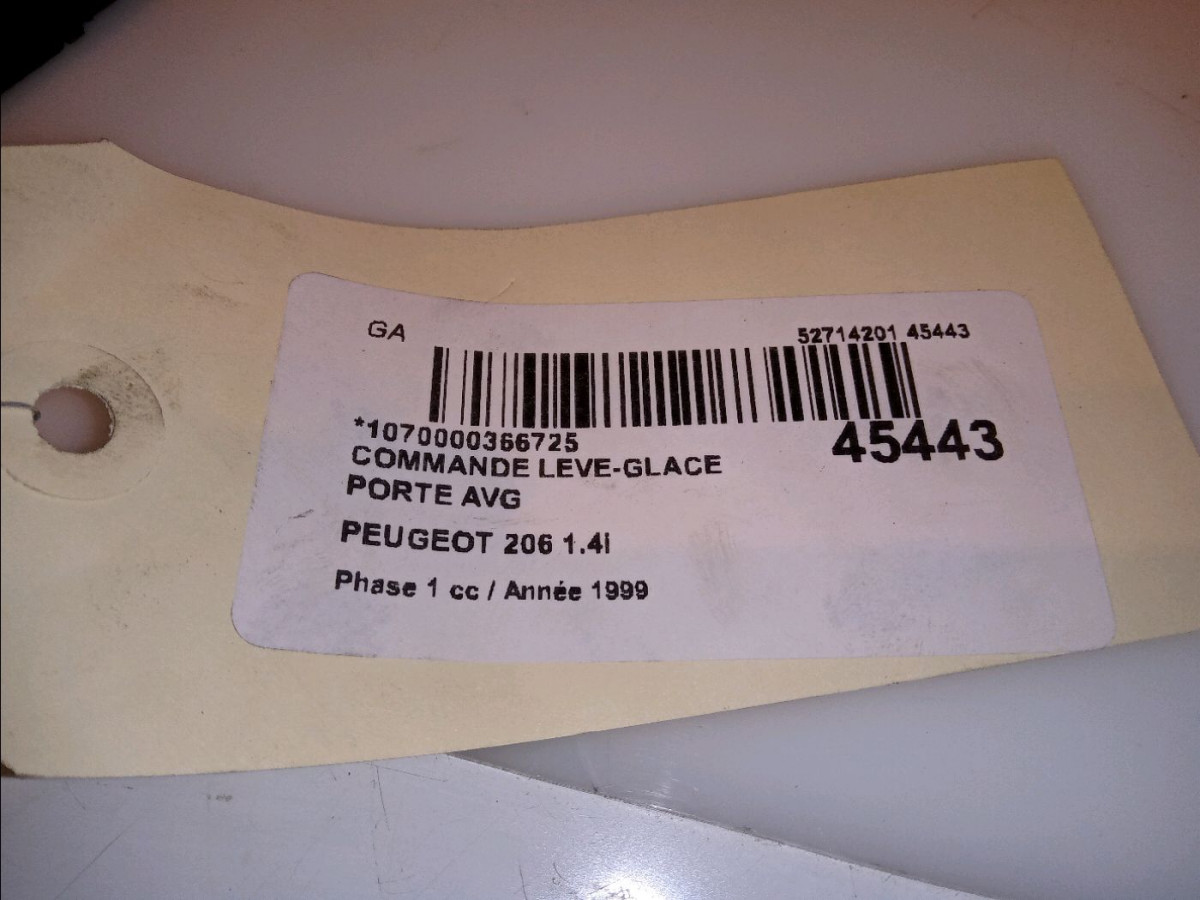 GA
52714201 45443
*1070000366725
45443
COMMANDE LEVE-GLACE
PORTE AVG
PEUGEOT 206 1.4i
Phase 1 cc / Année 1999